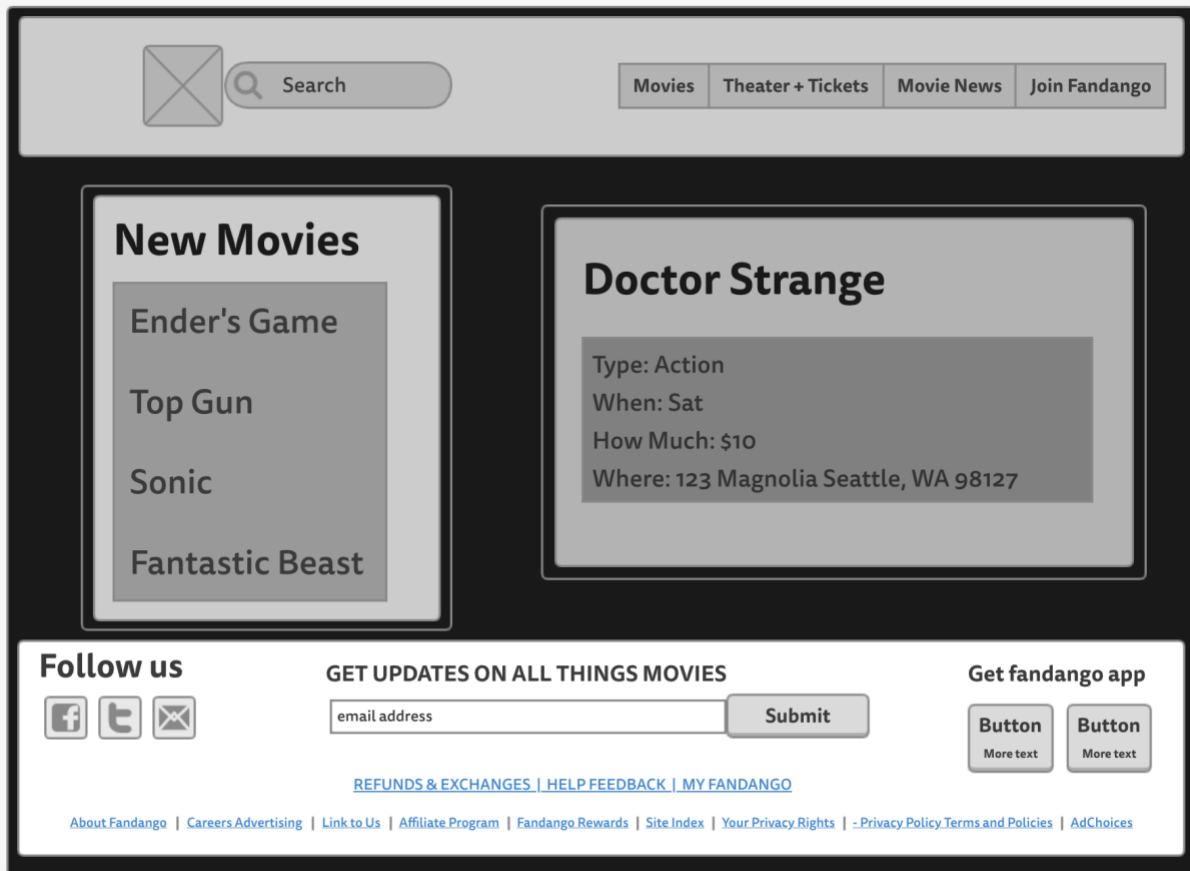 Search
Movies
Theater + Tickets
Movie News
Join Fandango
New Movies
Ender's Game
Top Gun
Sonic
Fantastic Beast
Doctor Strange
Type: Action
When: Sat
How Much: $10
Where: 123 Magnolia Seattle, WA 98127
Follow us
GET UPDATES ON ALL THINGS MOVIES
email address
Submit
Get fandango app
Button
More text
Button
More text
REFUNDS & EXCHANGES | HELP FEEDBACK | MY FANDANGO
About Fandango | Careers Advertising | Link to Us | Affiliate Program | Fandango Rewards | Site Index | Your Privacy Rights | - Privacy Policy Terms and Policies | AdChoices